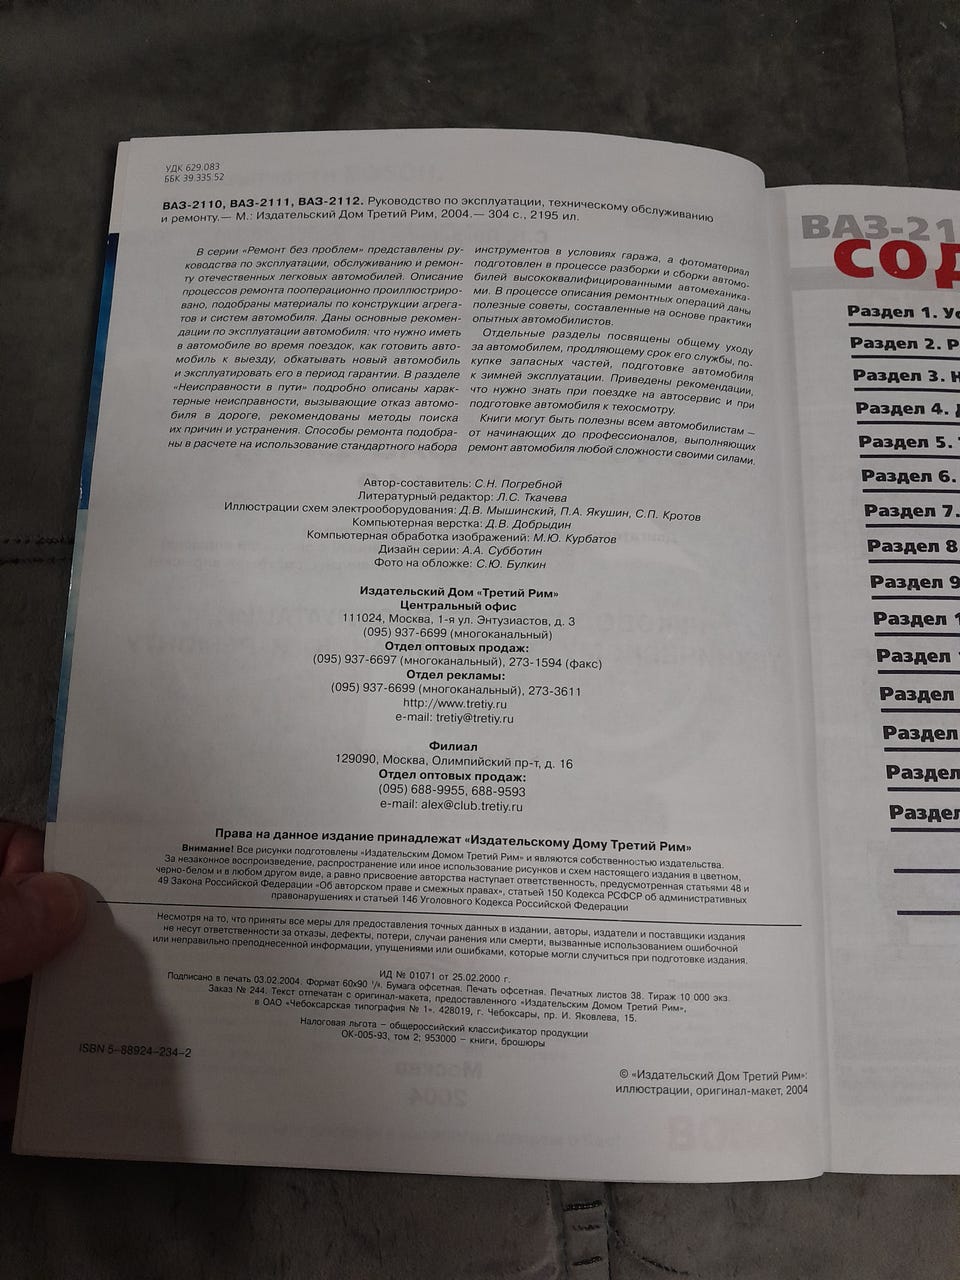 УДК 629.083
ББК 39.335.52
ВАЗ-2110, ВАЗ-2111, ВАЗ-2112. Руководство по эксплуатации, техническому обслуживанию
и ремонту.— М.: Издательский Дом Третий Рим, 2004.— 304 с., 2195 ил.
В серии «Ремонт без проблем» представлены ру-
ководства по эксплуатации, обслуживанию и ремон-
ту отечественных легковых автомобилей. Описание
процессов ремонта пооперационно проиллюстриро-
вано, подобраны материалы по конструкции агрега-
тов и систем автомобиля. Даны основные рекомен-
дации по эксплуатации автомобиля: что нужно иметь
в автомобиле во время поездок, как готовить авто-
мобиль к выезду, обкатывать новый автомобиль
и эксплуатировать его в период гарантии. В разделе
«Неисправности в пути» подробно описаны харак-
терные неисправности, вызывающие отказ автомо-
биля в дороге, рекомендованы методы поиска
их причин и устранения. Способы ремонта подобра-
ны в расчете на использование стандартного набора
инструментов в условиях гаража, а фотоматериал
подготовлен в процессе разборки и сборки автомо-
билей высококвалифицированными автомеханика-
ми. В процессе описания ремонтных операций даны
полезные советы, составленные на основе практики
опытных автомобилистов.
Отдельные разделы посвящены общему уходу
за автомобилем, продляющему срок его службы, по-
купке запасных частей, подготовке автомобиля
к зимней эксплуатации. Приведены рекомендации,
что нужно знать при поездке на автосервис и при
подготовке автомобиля к техосмотру.
Книги могут быть полезны всем автомобилистам –
от начинающих до профессионалов, выполняющих
ремонт автомобиля любой сложности своими силами.
Автор-составитель: С.Н. Погребной
Литературный редактор: Л.С. Ткачева
Иллюстрации схем электрооборудования: Д.В. Мышинский, П.А. Якушин, С.П. Кротов
Компьютерная верстка: Д.В. Добрыдин
Компьютерная обработка изображений: М.Ю. Курбатов
Дизайн серии: А.А. Субботин
Фото на обложке: С.Ю. Булкин
Издательский Дом «Третий Рим»
Центральный офис
111024, Москва, 1-я ул. Энтузиастов, д. 3
(095) 937-6699 (многоканальный)
Отдел оптовых продаж:
(095) 937-6697 (многоканальный), 273-1594 (факс)
Отдел рекламы:
(095) 937-6699 (многоканальный), 273-3611
http://www.tretiy.ru
e-mail: tretiy@tretiy.ru
Филиал
129090, Москва, Олимпийский пр-т, д. 16
Отдел оптовых продаж:
(095) 688-9955, 688-9593
e-mail: alex@club.tretiy.ru
Права на данное издание принадлежат «Издательскому Дому Третий Рим»
Внимание! Все рисунки подготовлены «Издательским Домом Третий Рим» и являются собственностью издательства.
За незаконное воспроизведение, распространение или иное использование рисунков и схем настоящего издания в цветном,
черно-белом и в любом другом виде, а равно присвоение авторства наступает ответственность, предусмотренная статьями 48 и
49 Закона Российской Федерации «Об авторском праве и смежных правах», статьей 150 Кодекса РСФСР об административных
правонарушениях и статьей 146 Уголовного Кодекса Российской Федерации
Несмотря на то, что приняты все меры для предоставления точных данных в издании, авторы, издатели и поставщики издания
не несут ответственности за отказы, дефекты, потери, случаи ранения или смерти, вызванные использованием ошибочной
или неправильно преподнесенной информации, упущениями или ошибками, которые могли случиться при подготовке издания.
ИД № 01071 от 25.02.2000 г.
Подписано в печать 03.02.2004. Формат 60х90 ¹/₈. Бумага офсетная. Печать офсетная. Печатных листов 38. Тираж 10 000 экз.
Заказ № 244. Текст отпечатан с оригинал-макета, предоставленного «Издательским Домом Третий Рим»,
в ОАО «Чебоксарская типография № 1». 428019, г. Чебоксары, пр. И. Яковлева, 15.
Налоговая льгота – общероссийский классификатор продукции
ОК-005-93, том 2; 953000 – книги, брошюры
ISBN 5–88924–234–2
© «Издательский Дом Третий Рим»:
иллюстрации, оригинал-макет, 2004
ВАЗ-21
СОД
Раздел 1. Ус
Раздел 2. Р
Раздел 3. Н
Раздел 4.
Раздел 5.
Раздел 6.
Раздел 7.
Раздел 8
Раздел 9
Раздел 1
Раздел
Раздел
Раздел
Раздел
Раздел